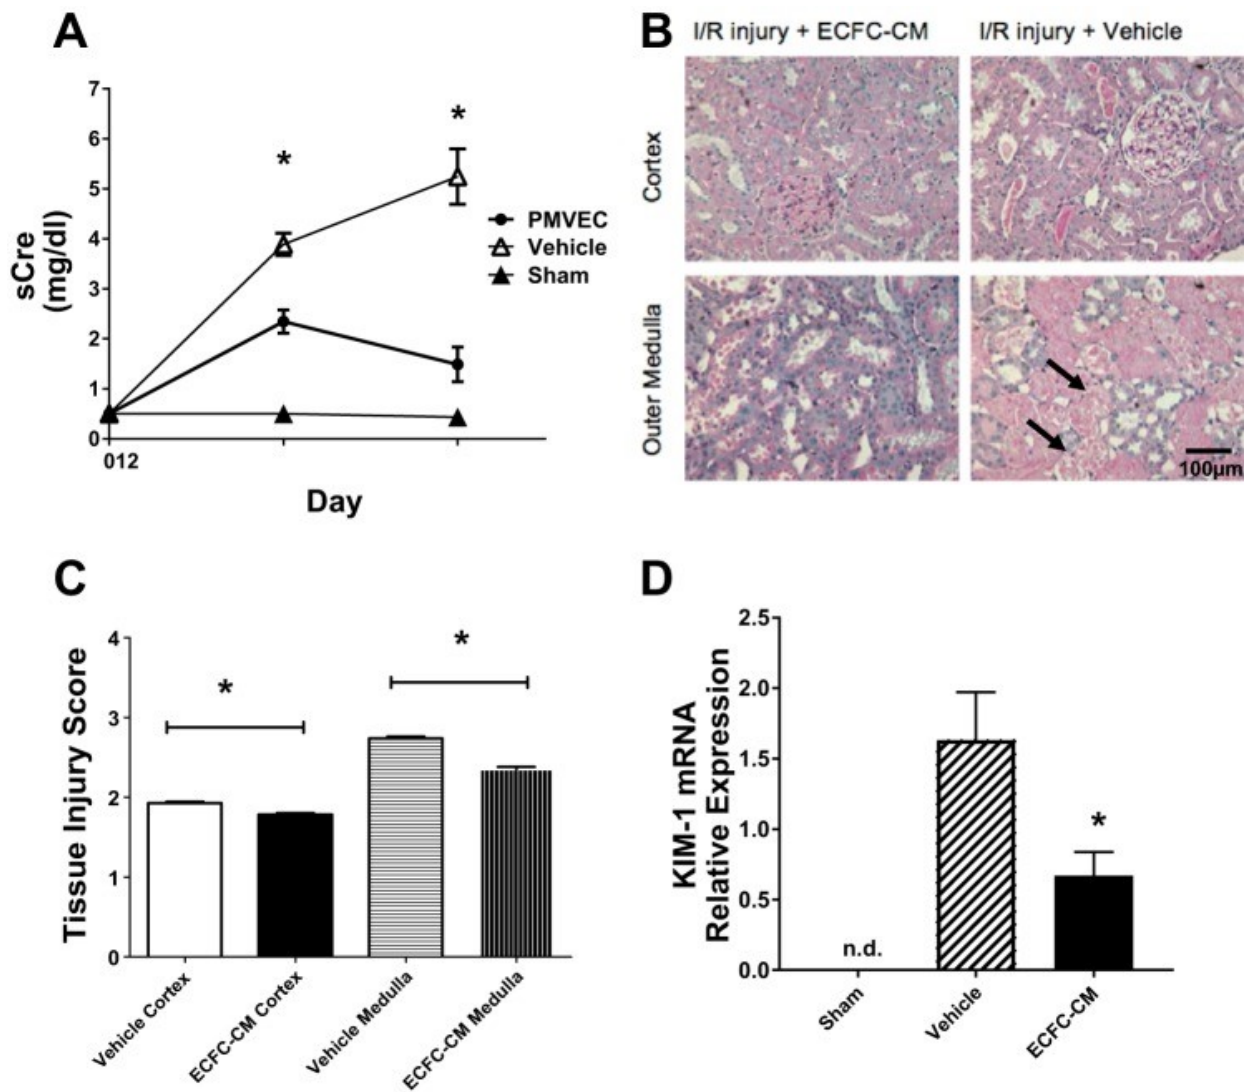 A
7
6
5
4
3
2
1
0
sCre
(mg/dl)
*
*
PMVEC
Vehicle
Sham
012
Day
B
I/R injury + ECFC-CM
I/R injury + Vehicle
Cortex
Outer Medulla
100µm
C
4
3
2
1
0
Tissue Injury Score
*
*
Vehicle Cortex
ECFC-CM Cortex
Vehicle Medulla
ECFC-CM Medulla
D
2.5
2.0
1.5
1.0
0.5
0.0
KIM-1 mRNA
Relative Expression
n.d.
*
Sham
Vehicle
ECFC-CM